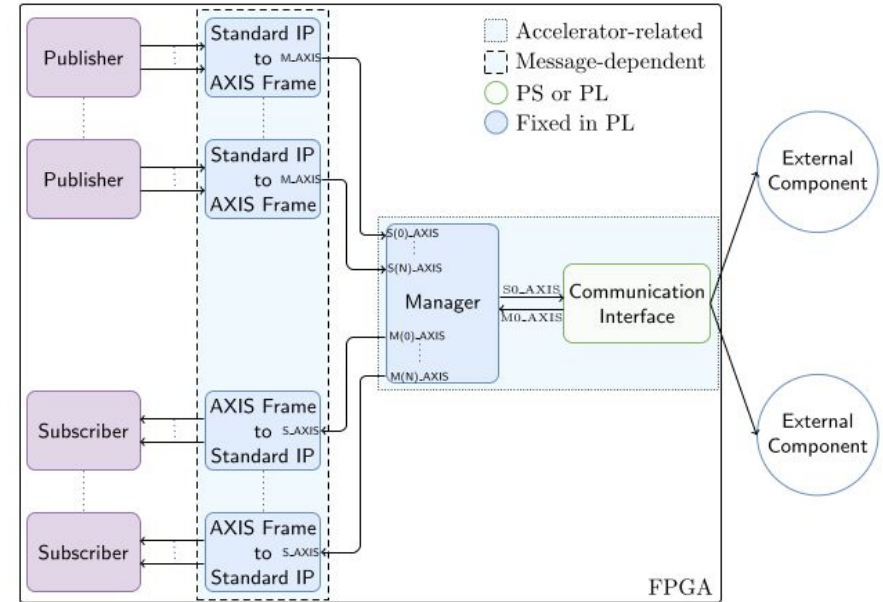 Publisher
Standard IP
to M_AXIS
AXIS Frame
Accelerator-related
Message-dependent
PS or PL
Fixed in PL
Publisher
Standard IP
to M_AXIS
AXIS Frame
External
Component
S(0)_AXIS
S(N)_AXIS
Manager
M(0)_AXIS
M(N)_AXIS
S0_AXIS
M0_AXIS
Communication
Interface
Subscriber
AXIS Frame
to S_AXIS
Standard IP
External
Component
Subscriber
AXIS Frame
to S_AXIS
Standard IP
FPGA